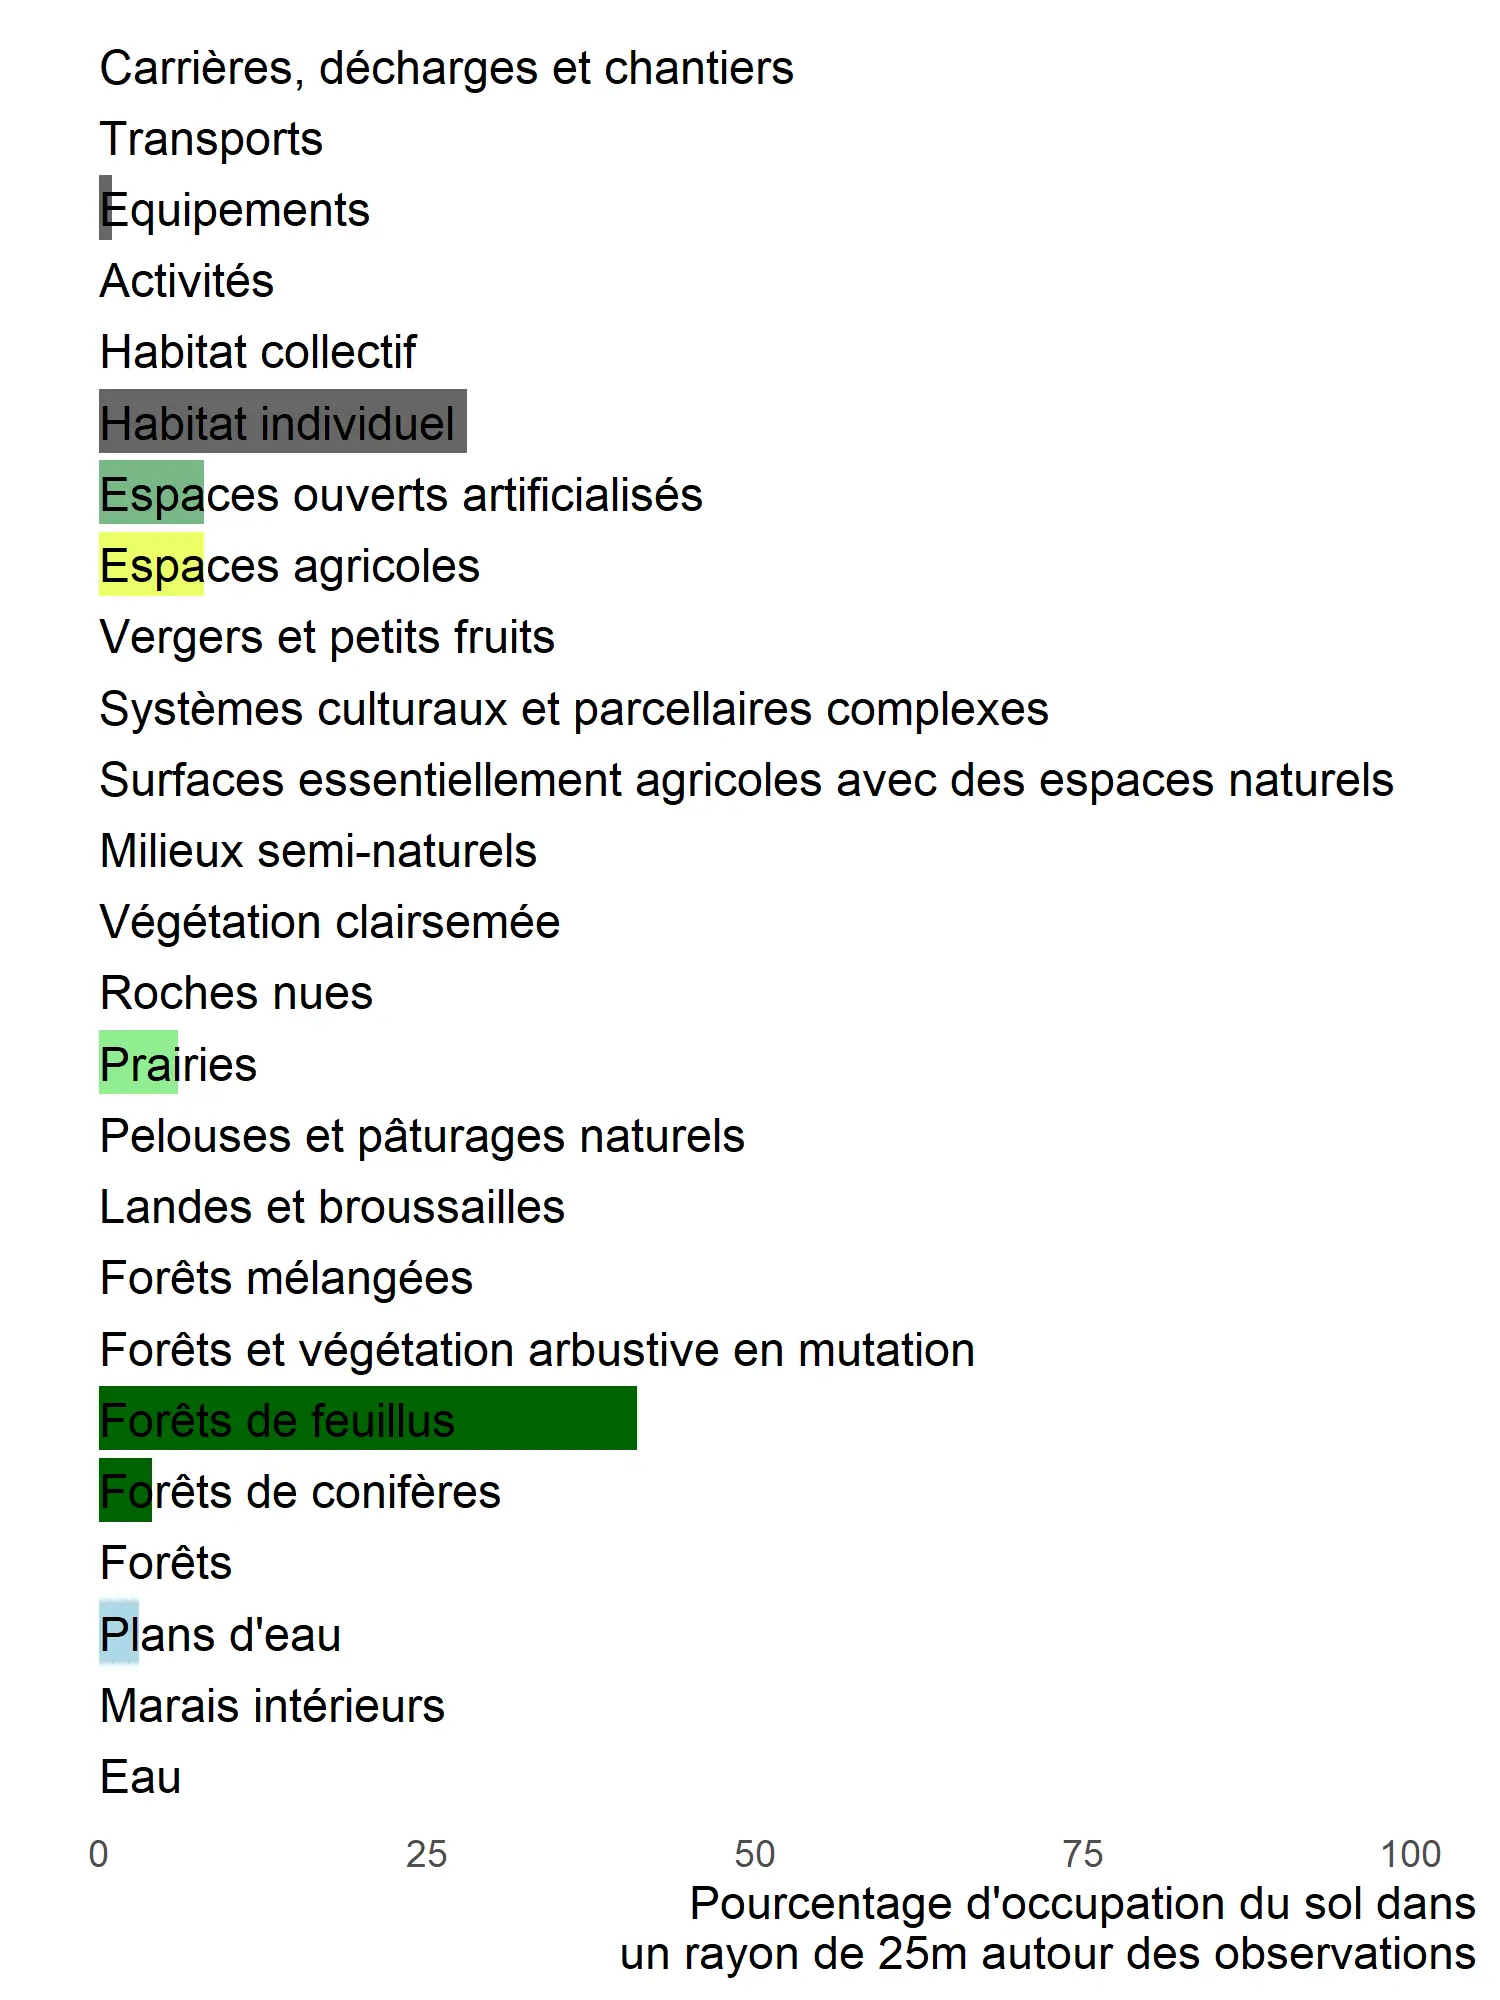 Carrières, décharges et chantiers
Transports
Equipements
Activités
Habitat collectif
Habitat individuel
Espaces ouverts artificialisés
Espaces agricoles
Vergers et petits fruits
Systèmes culturaux et parcellaires complexes
Surfaces essentiellement agricoles avec des espaces naturels
Milieux semi-naturels
Végétation clairsemée
Roches nues
Prairies
Pelouses et pâturages naturels
Landes et broussailles
Forêts mélangées
Forêts et végétation arbustive en mutation
Forêts de feuillus
Forêts de conifères
Forêts
Plans d'eau
Marais intérieurs
Eau
0 25 50 75 100
Pourcentage d'occupation du sol dans
un rayon de 25m autour des observations